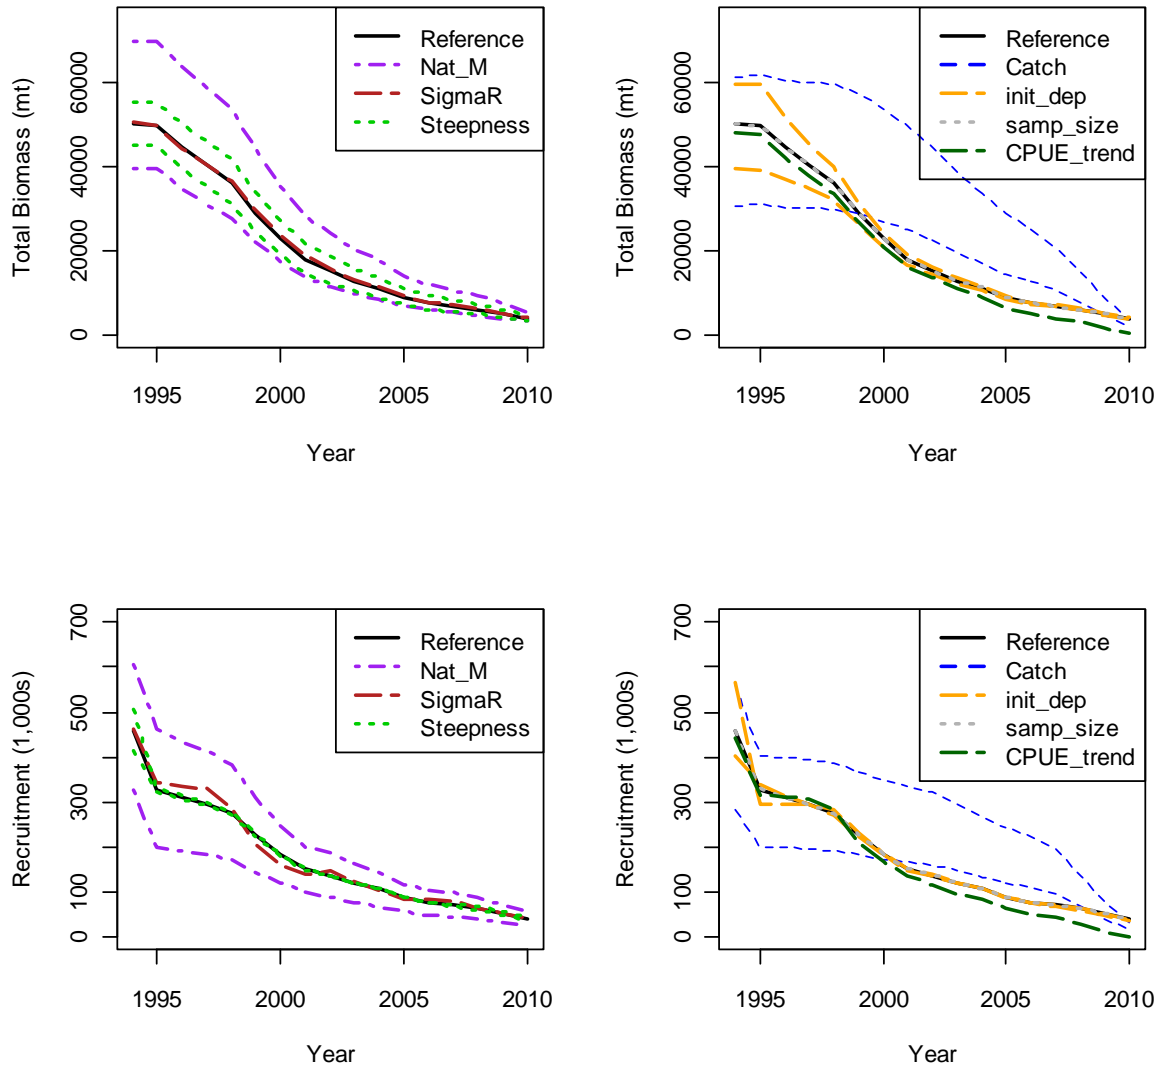 Total Biomass (mt)
60000
40000
20000
0
Reference
Nat_M
SigmaR
Steepness
1995
2000
2005
2010
Year
Total Biomass (mt)
60000
40000
20000
0
Reference
Catch
init_dep
samp_size
CPUE_trend
1995
2000
2005
2010
Year
Recruitment (1,000s)
700
500
300
100
0
Reference
Nat_M
SigmaR
Steepness
1995
2000
2005
2010
Year
Recruitment (1,000s)
700
500
300
100
0
Reference
Catch
init_dep
samp_size
CPUE_trend
1995
2000
2005
2010
Year